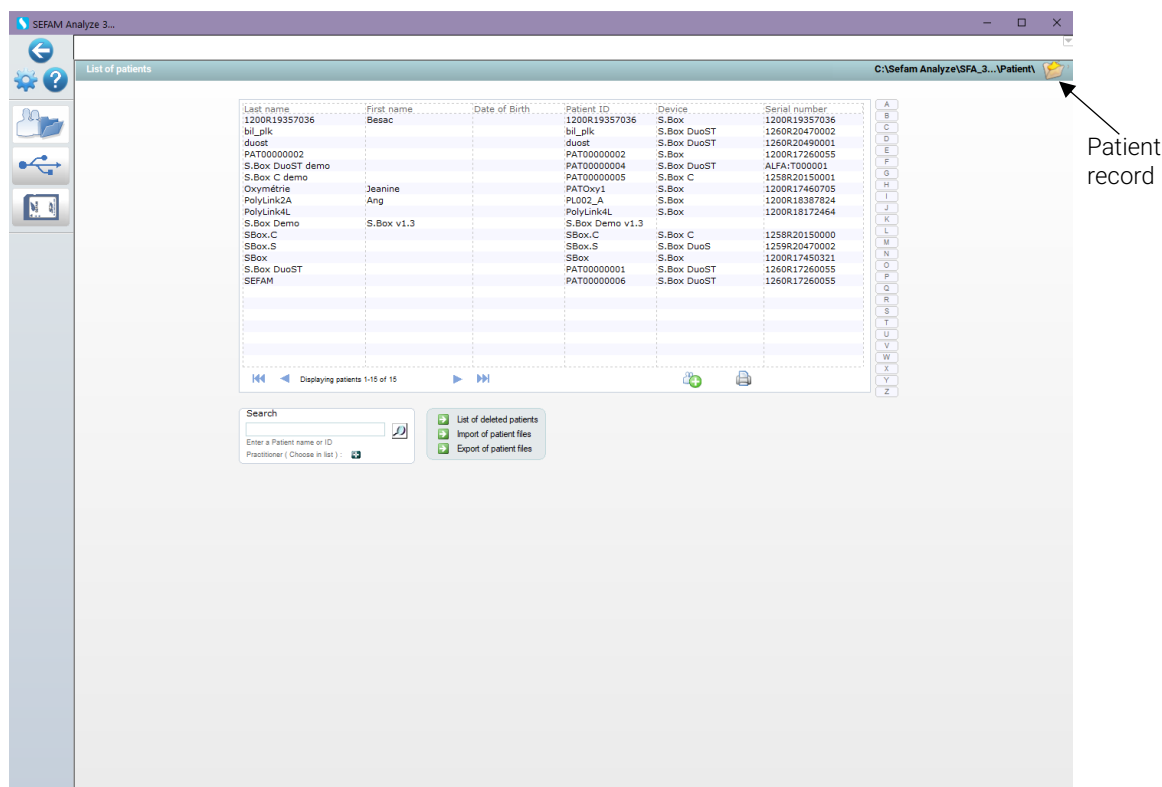 SEFAM Analyze 3...
List of patients C:\Sefam Analyze\SFA_3...\Patient\
Patient
record
Last name First name Date of Birth Patient ID Device Serial number
1200R19357036 Besac 1200R19357036 S.Box 1200R19357036
bil_plk bil_plk S.Box DuoST 1260R20470002
duost duost S.Box DuoST 1260R20490001
PAT00000002 PAT00000002 S.Box 1200R17260055
S.Box DuoST demo PAT00000004 S.Box DuoST ALFA:T000001
S.Box C demo PAT00000005 S.Box C 1258R20150001
Oxymétrie Jeanine PATOxy1 S.Box 1200R17460705
PolyLink2A Ang PL002_A S.Box 1200R18387824
PolyLink4L PolyLink4L S.Box 1200R18172464
S.Box Demo S.Box v1.3 S.Box Demo v1.3
SBox.C SBox.C S.Box C 1258R20150000
SBox.S SBox.S S.Box DuoS 1259R20470002
SBox SBox S.Box 1200R17450321
S.Box DuoST PAT00000001 S.Box DuoST 1260R17260055
SEFAM PAT00000006 S.Box DuoST 1260R17260055
A
B
C
D
E
F
G
H
I
J
K
L
M
N
O
P
Q
R
S
T
U
V
W
X
Y
Z
Displaying patients 1-15 of 15
Search
Enter a Patient name or ID
Practitioner ( Choose in list ) :
List of deleted patients
Import of patient files
Export of patient files